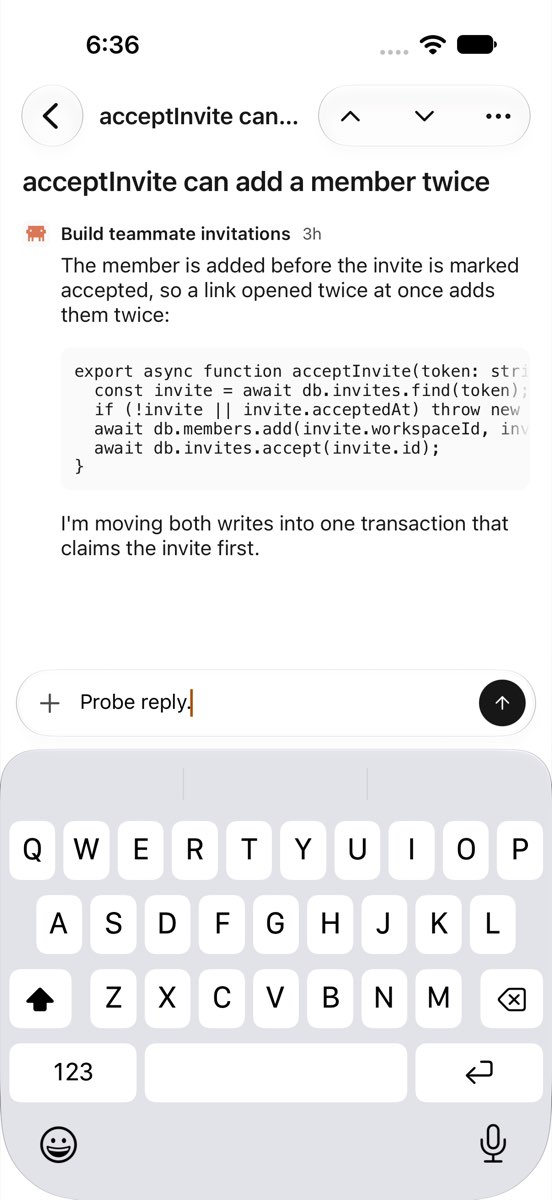 6:36
acceptInvite can...
acceptInvite can add a member twice
Build teammate invitations 3h
The member is added before the invite is marked
accepted, so a link opened twice at once adds
them twice:
export async function acceptInvite(token: stri
const invite = await db.invites.find(token);
if (!invite || invite.acceptedAt) throw new
await db.members.add(invite.workspaceId, inv
await db.invites.accept(invite.id);
}
I'm moving both writes into one transaction that
claims the invite first.
Probe reply.
Q W E R T Y U I O P
A S D F G H J K L
Z X C V B N M
123